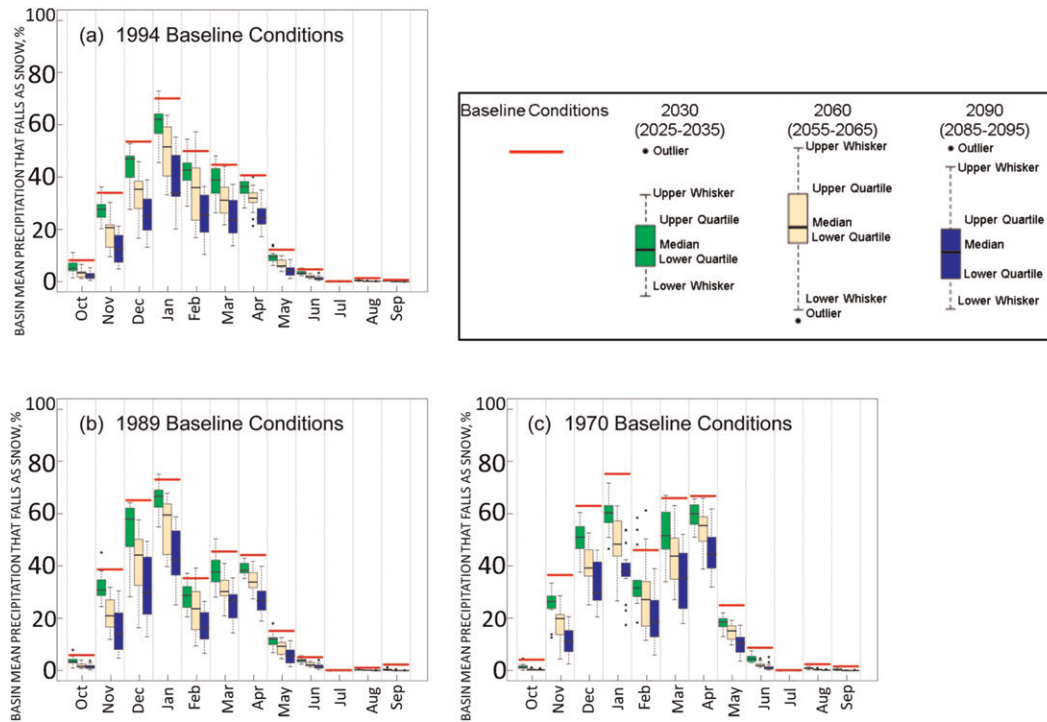 (a) 1994 Baseline Conditions
BASIN MEAN PRECIPITATION THAT FALLS AS SNOW, %
100
80
60
40
20
0
Oct
Nov
Dec
Jan
Feb
Mar
Apr
May
Jun
Jul
Aug
Sep
Baseline Conditions
2030
(2025-2035)
2060
(2055-2065)
2090
(2085-2095)
Outlier
Upper Whisker
Upper Quartile
Median
Lower Quartile
Lower Whisker
Upper Whisker
Upper Quartile
Median
Lower Quartile
Lower Whisker
Outlier
Outlier
Upper Whisker
Upper Quartile
Median
Lower Quartile
Lower Whisker
(b) 1989 Baseline Conditions
BASIN MEAN PRECIPITATION THAT FALLS AS SNOW, %
100
80
60
40
20
0
Oct
Nov
Dec
Jan
Feb
Mar
Apr
May
Jun
Jul
Aug
Sep
(c) 1970 Baseline Conditions
BASIN MEAN PRECIPITATION THAT FALLS AS SNOW, %
100
80
60
40
20
0
Oct
Nov
Dec
Jan
Feb
Mar
Apr
May
Jun
Jul
Aug
Sep